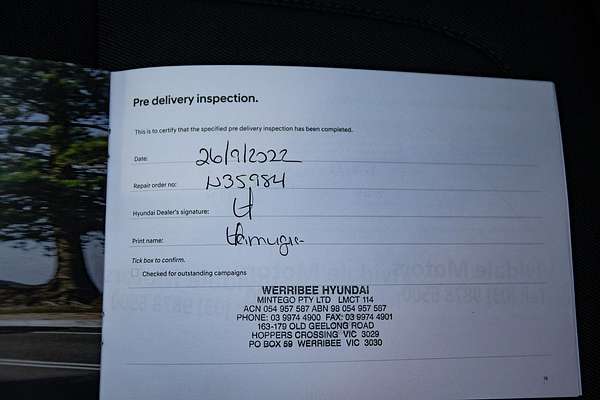 Pre delivery inspection.
This is to certify that the specified pre delivery inspection has been completed.
Date: 26/9/2022
Repair order no: N35984
Hyundai Dealer's signature:
Print name:
Tick box to confirm.
Checked for outstanding campaigns
WERRIBEE HYUNDAI
MINTEGO PTY LTD LMCT 114
ACN 054 957 587 ABN 98 054 957 587
PHONE: 03 9974 4900 FAX: 03 9974 4901
163-179 OLD GEELONG ROAD
HOPPERS CROSSING VIC 3029
PO BOX 59 WERRIBEE VIC 3030